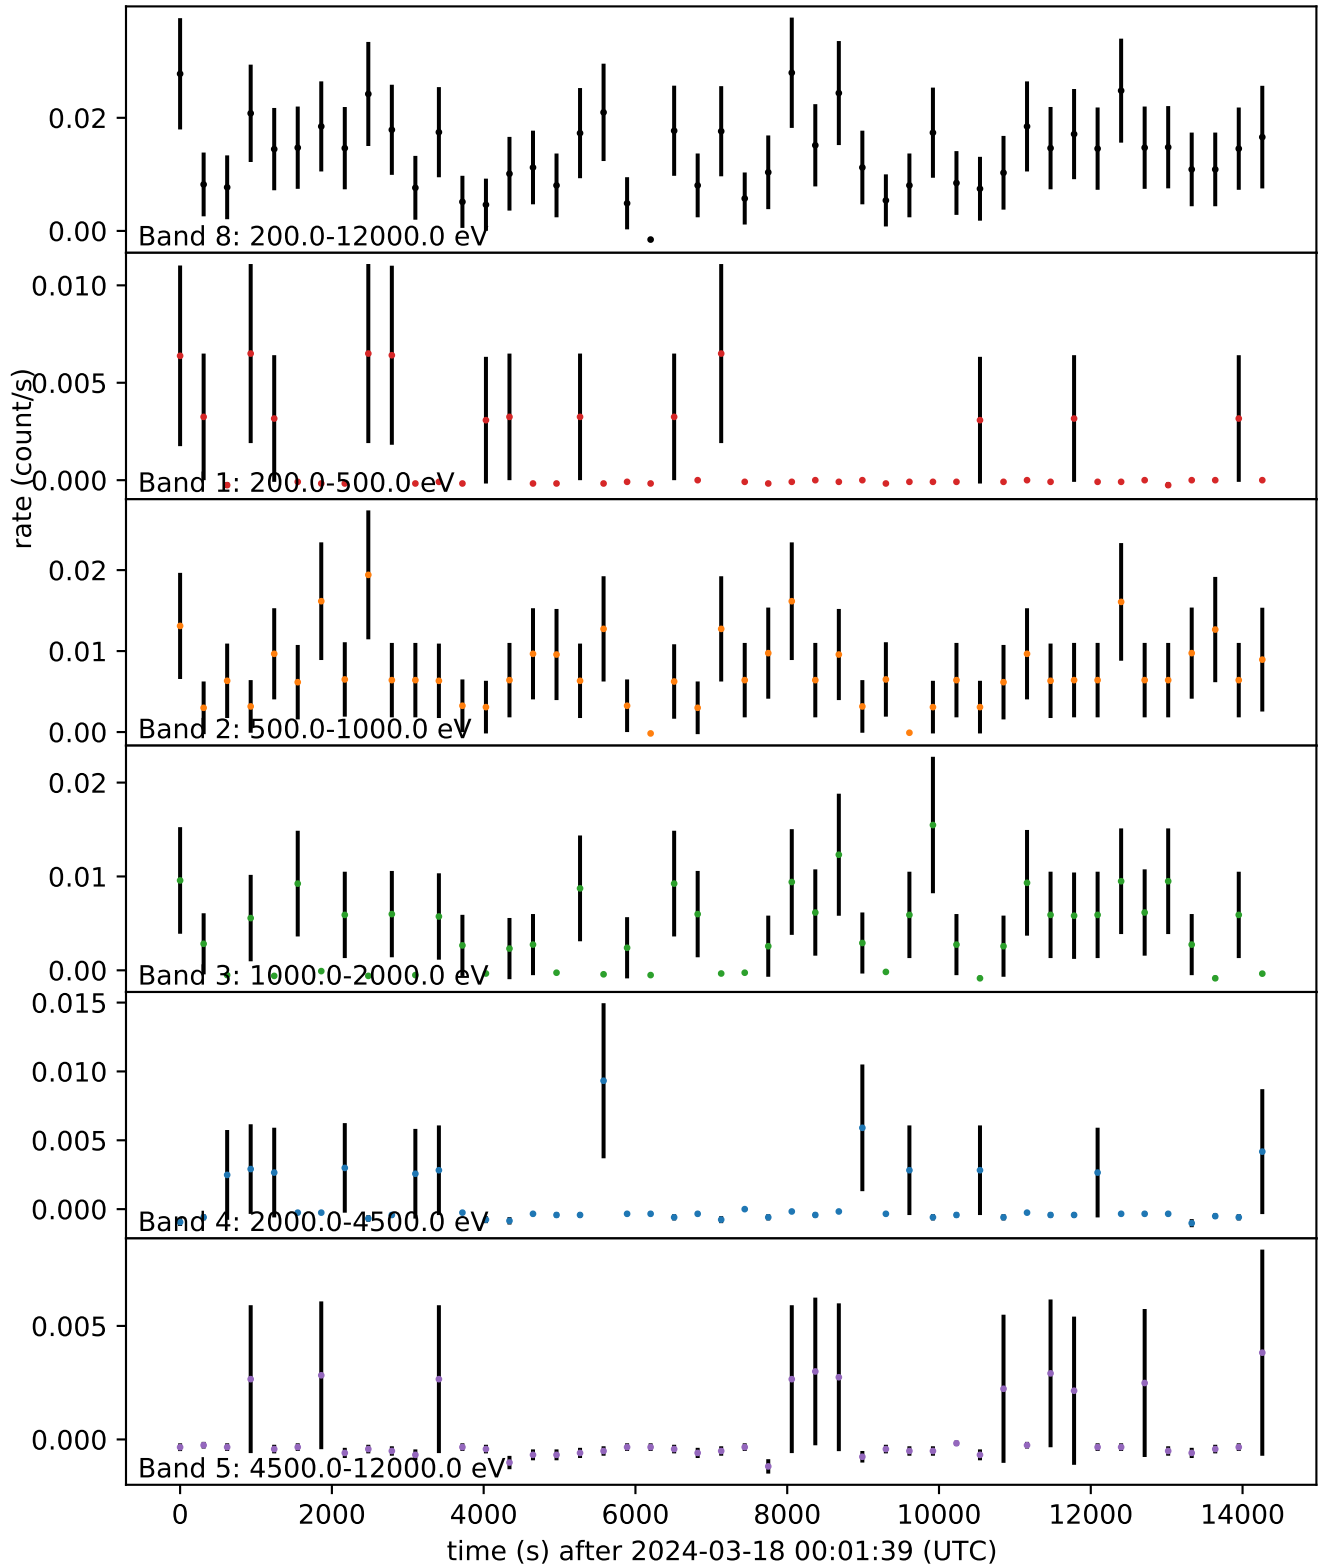 0.02
0.00
Band 8: 200.0-12000.0 eV
0.010
0.005
0.000
Band 1: 200.0-500.0 eV
rate (count/s)
0.02
0.01
0.00
Band 2: 500.0-1000.0 eV
0.02
0.01
0.00
Band 3: 1000.0-2000.0 eV
0.015
0.010
0.005
0.000
Band 4: 2000.0-4500.0 eV
0.005
0.000
Band 5: 4500.0-12000.0 eV
0 2000 4000 6000 8000 10000 12000 14000
time (s) after 2024-03-18 00:01:39 (UTC)